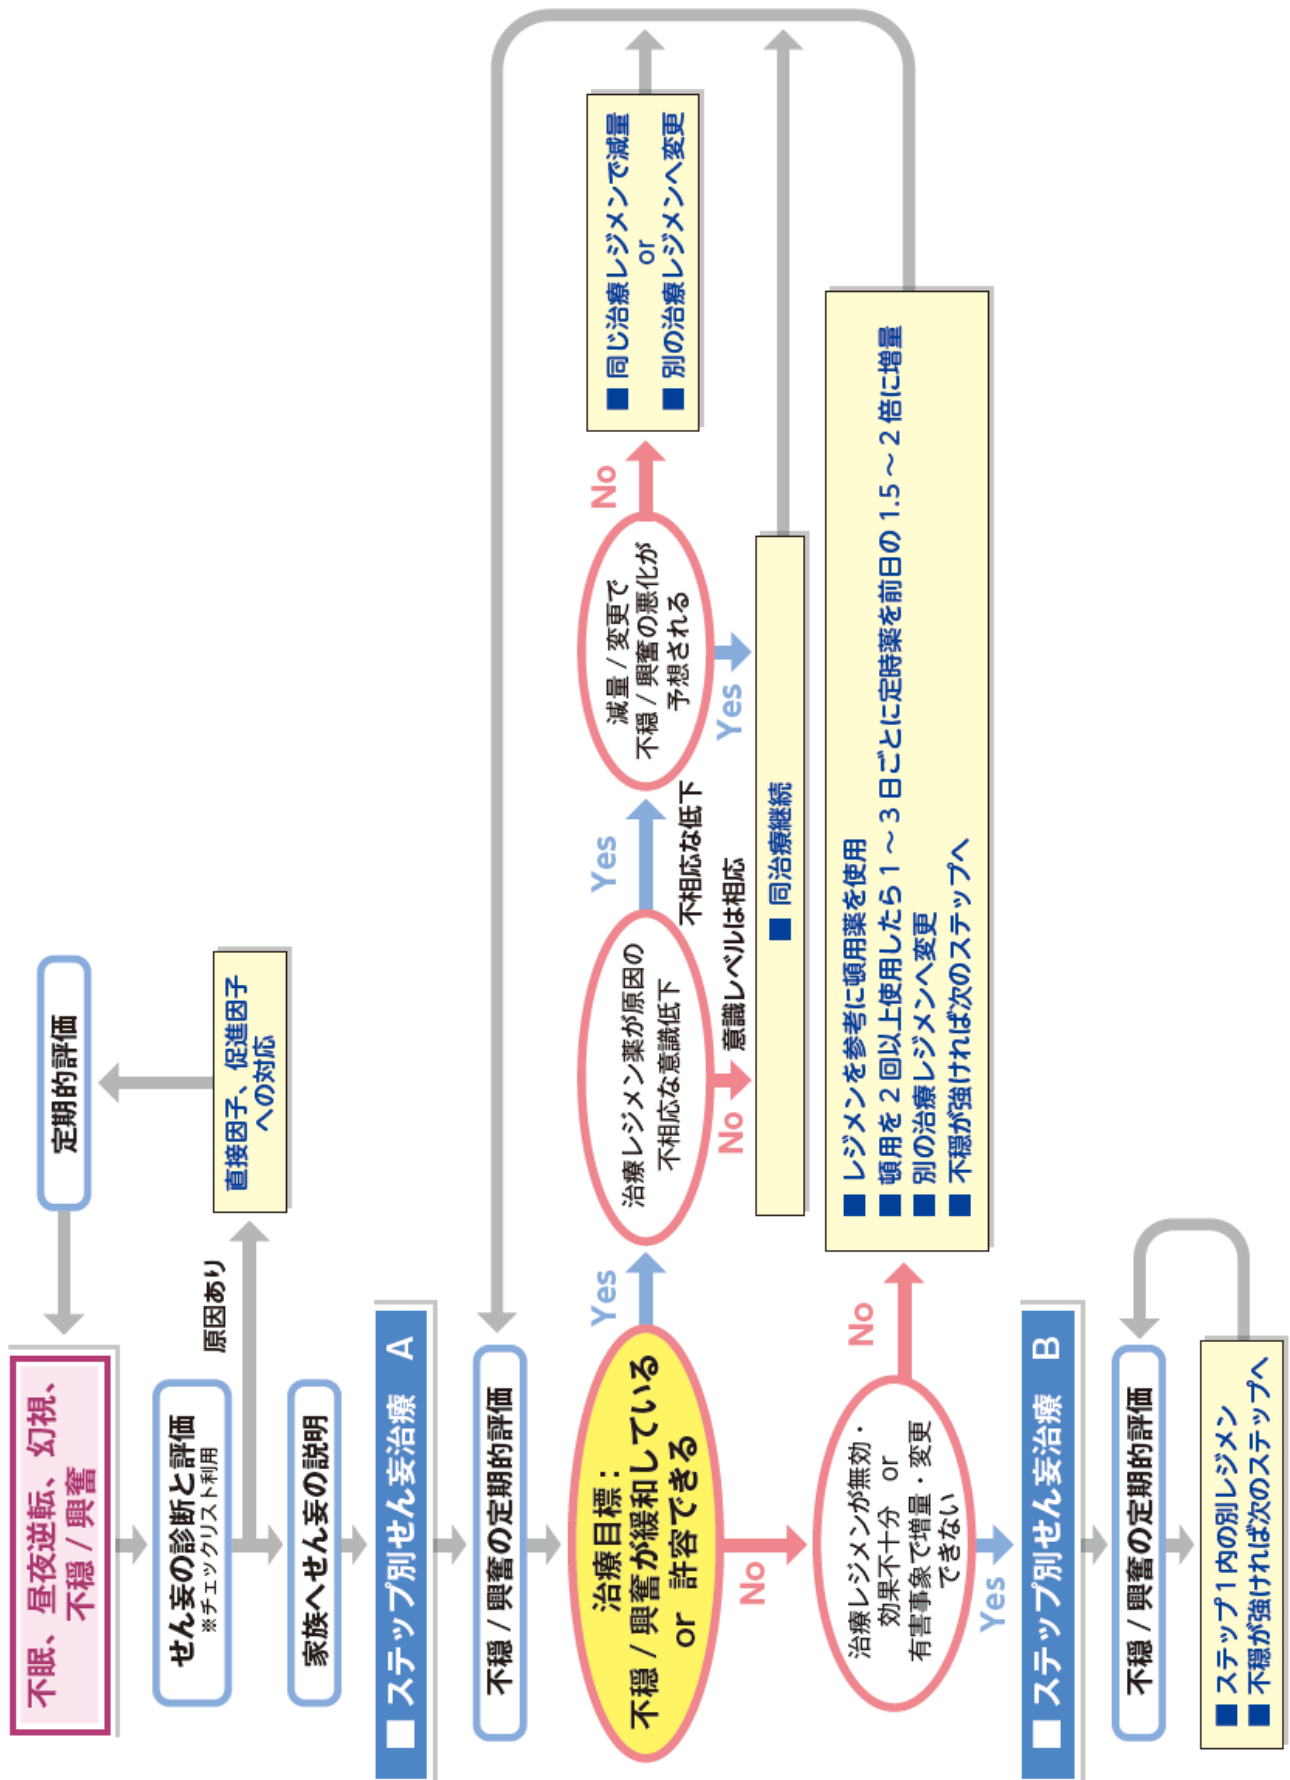 不眠、昼夜逆転、幻視、
不穏 / 興奮
定期的評価
せん妄の診断と評価
※チェックリスト利用
原因あり
直接因子、促進因子
への対応
家族へせん妄の説明
■ ステップ別せん妄治療 A
不穏 / 興奮の定期的評価
治療目標：
不穏 / 興奮が緩和している
or 許容できる
Yes
治療レジメン薬が原因の
不相応な意識低下
Yes
不相応な低下
減量 / 変更で
不穏 / 興奮の悪化が
予想される
No
■ 同じ治療レジメンで減量
or
■ 別の治療レジメンへ変更
No
意識レベルは相応
Yes
■ 同治療継続
No
治療レジメンが無効・
効果不十分 or
有害事象で増量・変更
できない
No
■ レジメンを参考に頓用薬を使用
■ 頓用を 2 回以上使用したら 1 ～ 3 日ごとに定時薬を前日の 1.5 ～ 2 倍に増量
■ 別の治療レジメンへ変更
■ 不穏が強ければ次のステップへ
Yes
■ ステップ別せん妄治療 B
不穏 / 興奮の定期的評価
■ ステップ 1 内の別レジメン
■ 不穏が強ければ次のステップへ